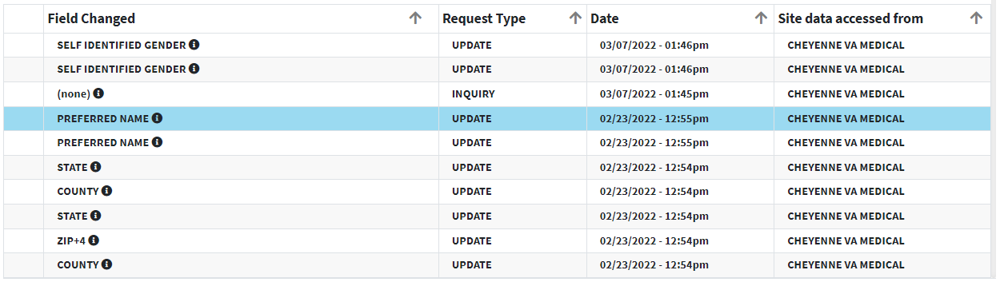 Field Changed Request Type Date Site data accessed from
SELF IDENTIFIED GENDER UPDATE 03/07/2022 - 01:46pm CHEYENNE VA MEDICAL
SELF IDENTIFIED GENDER UPDATE 03/07/2022 - 01:46pm CHEYENNE VA MEDICAL
(none) INQUIRY 03/07/2022 - 01:45pm CHEYENNE VA MEDICAL
PREFERRED NAME UPDATE 02/23/2022 - 12:55pm CHEYENNE VA MEDICAL
PREFERRED NAME UPDATE 02/23/2022 - 12:55pm CHEYENNE VA MEDICAL
STATE UPDATE 02/23/2022 - 12:54pm CHEYENNE VA MEDICAL
COUNTY UPDATE 02/23/2022 - 12:54pm CHEYENNE VA MEDICAL
STATE UPDATE 02/23/2022 - 12:54pm CHEYENNE VA MEDICAL
ZIP+4 UPDATE 02/23/2022 - 12:54pm CHEYENNE VA MEDICAL
COUNTY UPDATE 02/23/2022 - 12:54pm CHEYENNE VA MEDICAL